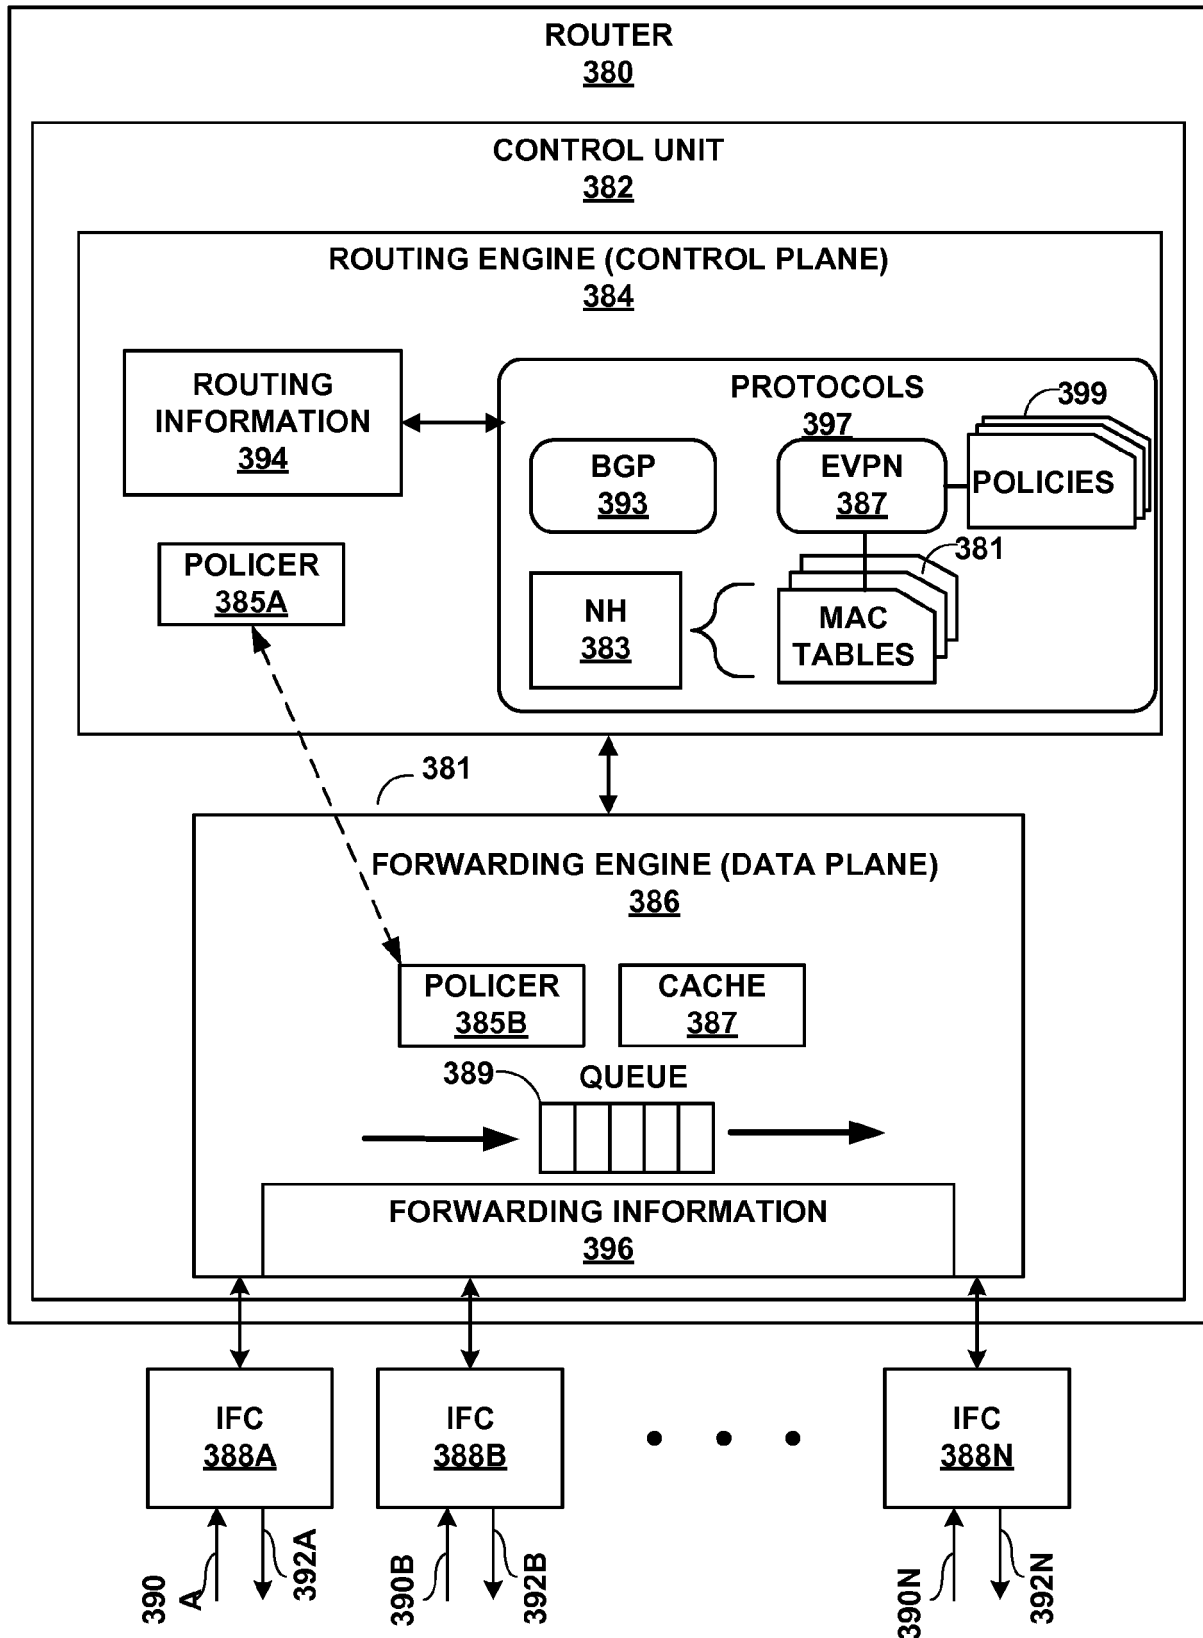 ROUTER
380
CONTROL UNIT
382
ROUTING ENGINE (CONTROL PLANE)
384
ROUTING
INFORMATION
394
PROTOCOLS
397
399
BGP
393
EVPN
387
POLICIES
POLICER
385A
NH
383
381
MAC
TABLES
381
FORWARDING ENGINE (DATA PLANE)
386
POLICER
385B
CACHE
387
389
QUEUE
FORWARDING INFORMATION
396
IFC
388A
IFC
388B
IFC
388N
390
A
392A
390B
392B
390N
392N